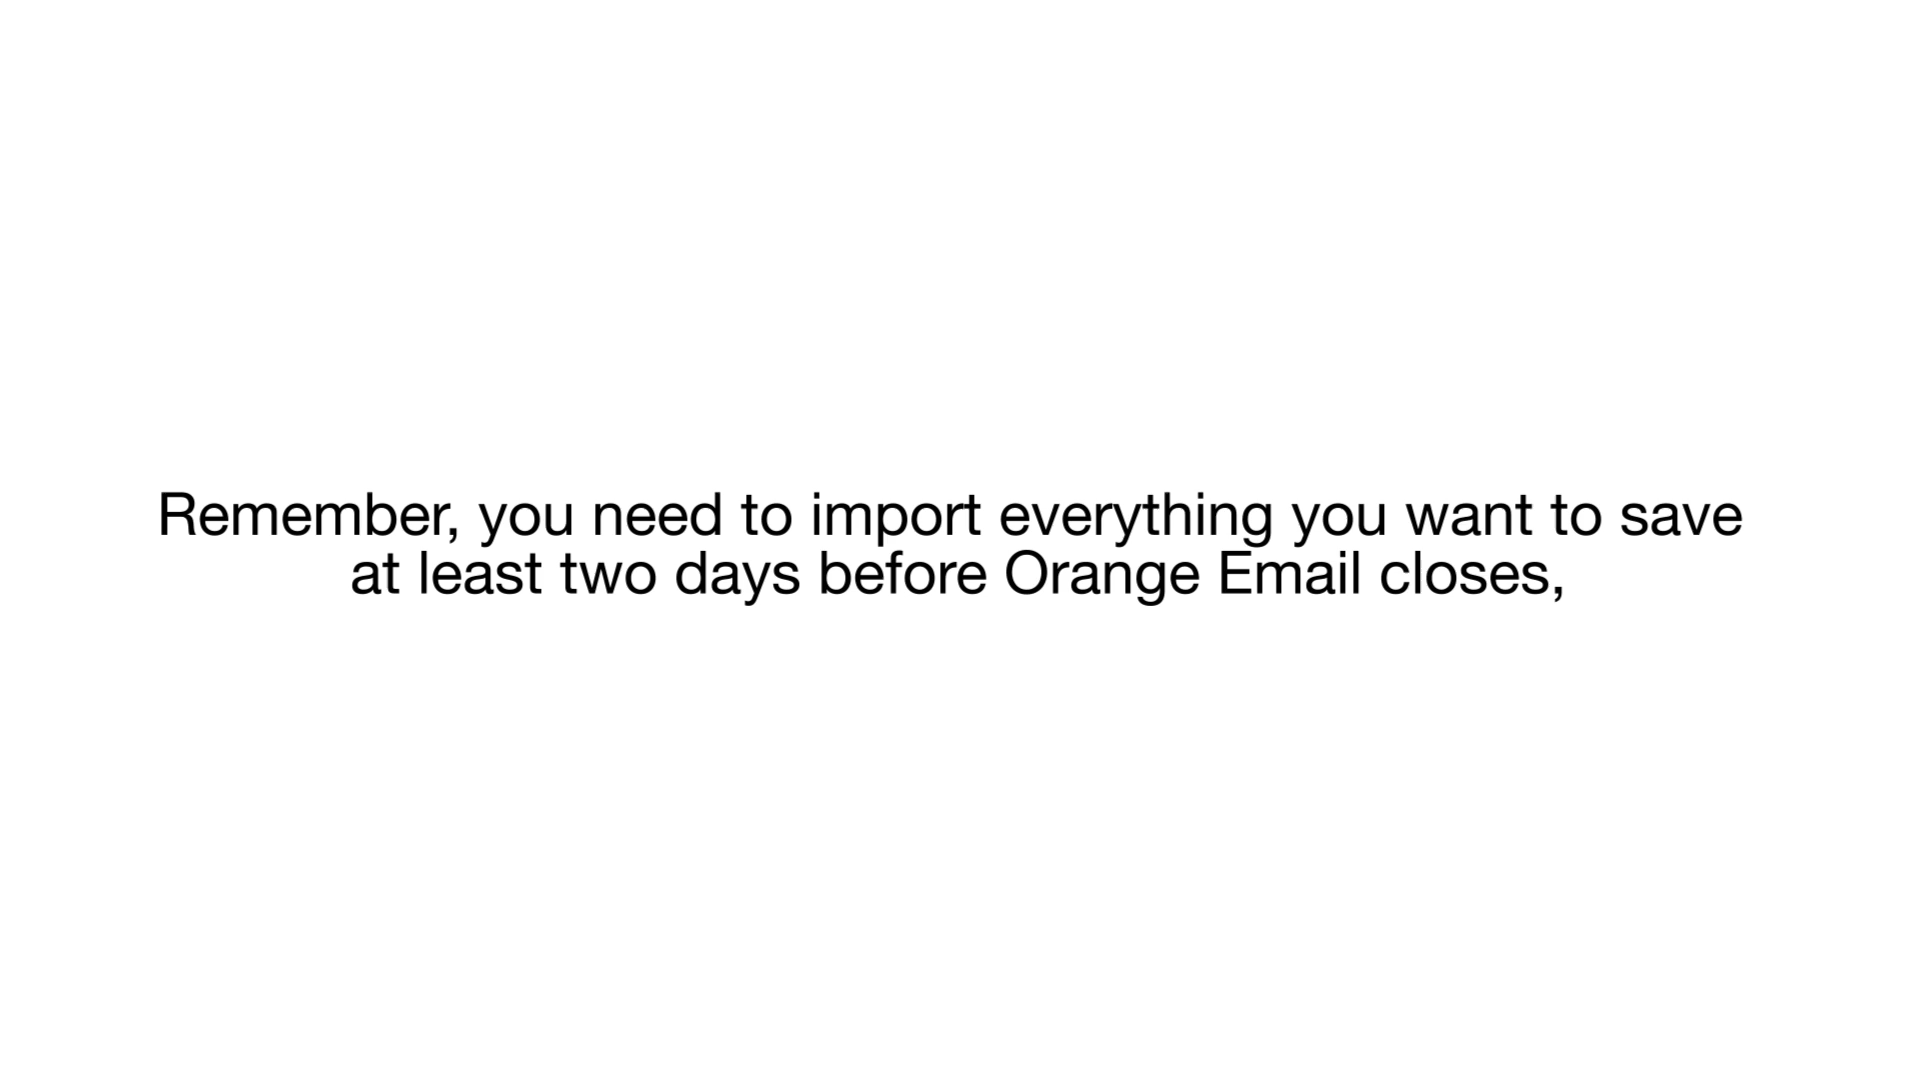 Remember, you need to import everything you want to save
at least two days before Orange Email closes,